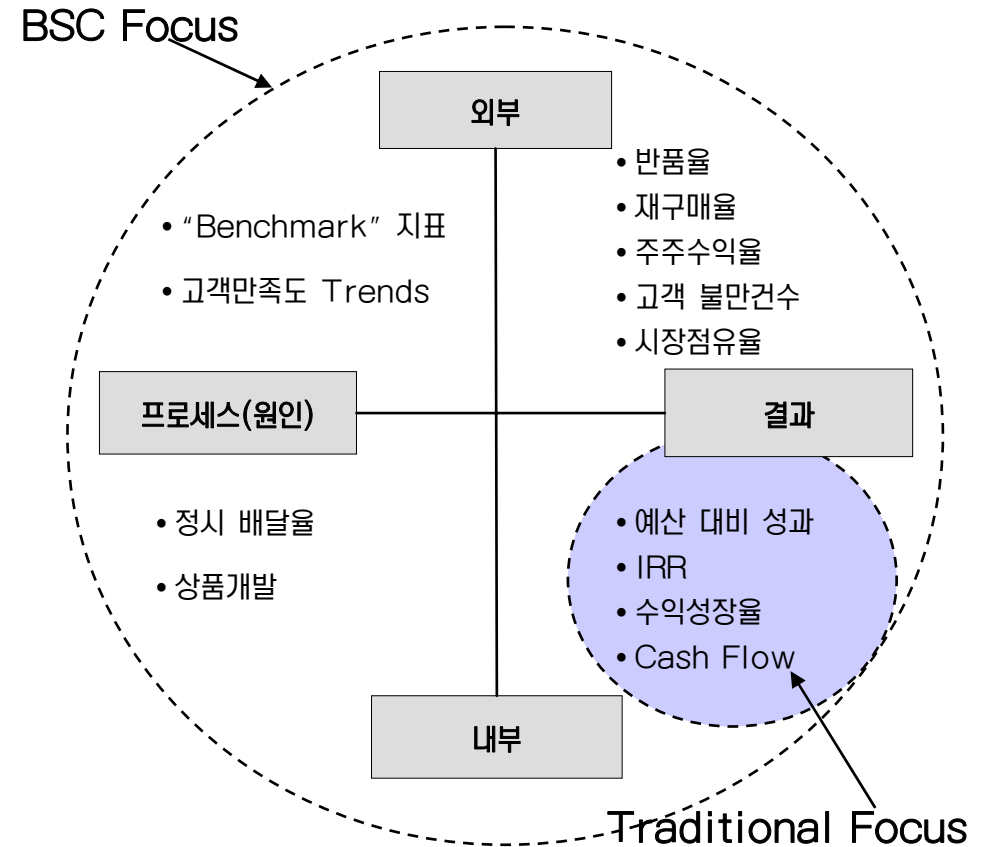 BSC Focus
외부
• “Benchmark” 지표
• 고객만족도 Trends
• 반품율
• 재구매율
• 주주수익율
• 고객 불만건수
• 시장점유율
프로세스(원인)
결과
• 정시 배달율
• 상품개발
• 예산 대비 성과
• IRR
• 수익성장율
• Cash Flow
내부
Traditional Focus